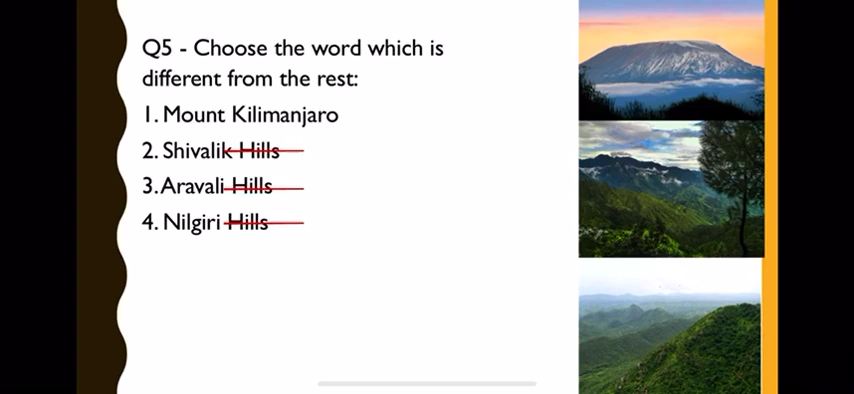 Q5 - Choose the word which is
different from the rest:
1. Mount Kilimanjaro
2. Shivalik Hills
3. Aravali Hills
4. Nilgiri Hills